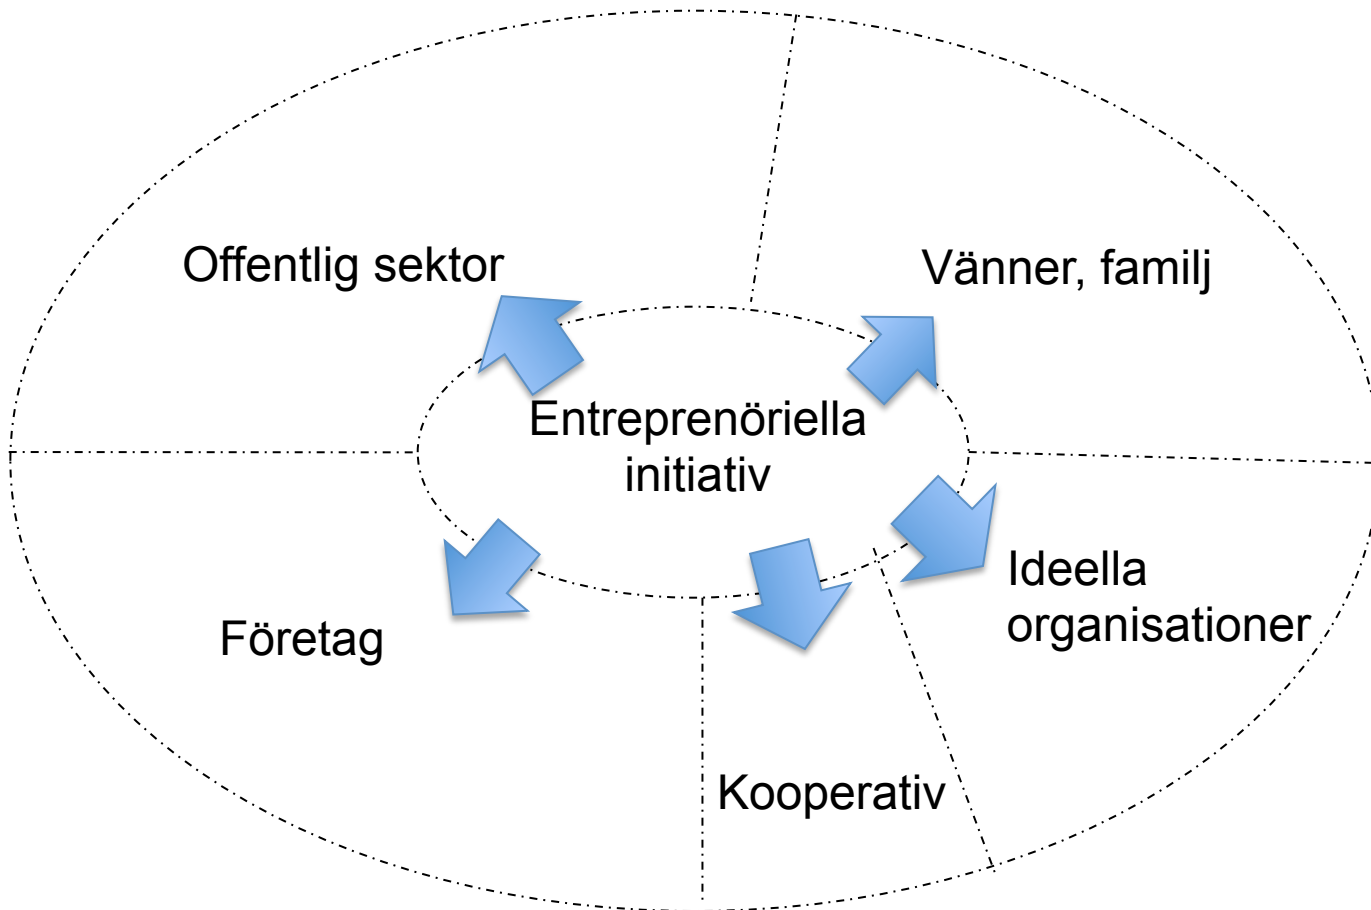 Offentlig sektor
Vänner, familj
Entreprenöriella
initiativ
Ideella
organisationer
Företag
Kooperativ